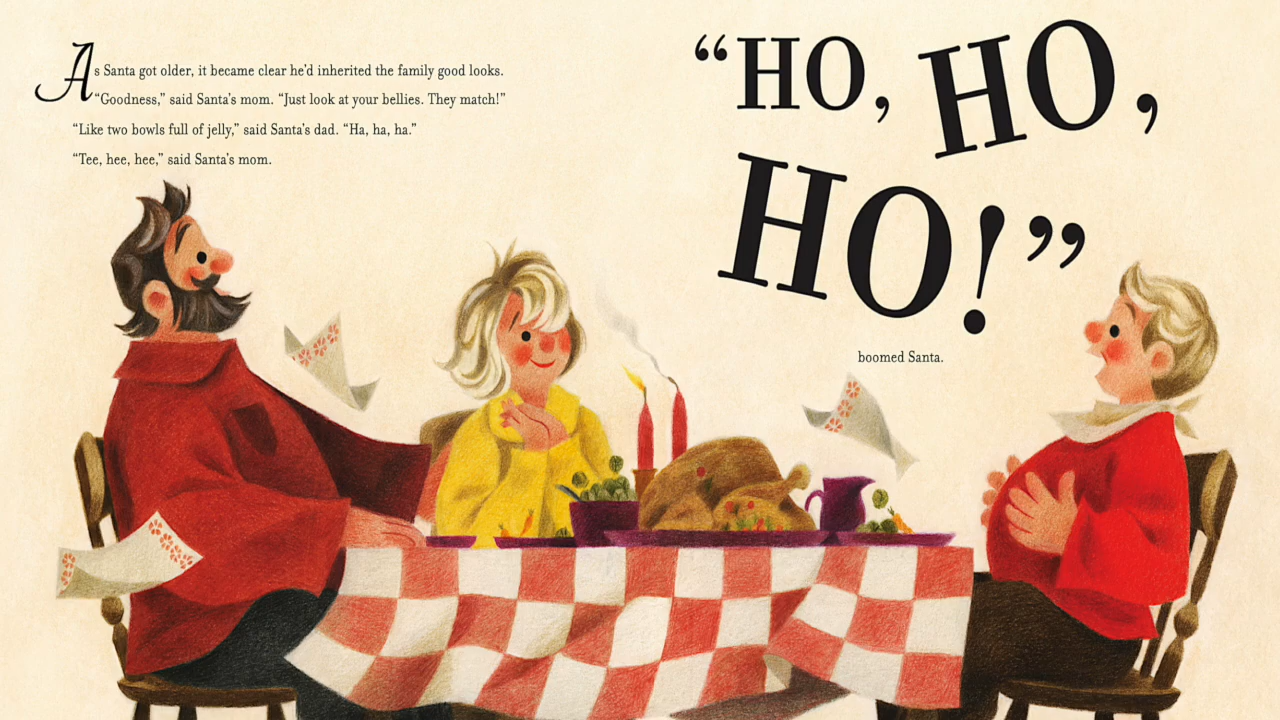 As Santa got older, it became clear he’d inherited the family good looks.
“Goodness,” said Santa’s mom. “Just look at your bellies. They match!”
“Like two bowls full of jelly,” said Santa’s dad. “Ha, ha, ha.”
“Tee, hee, hee,” said Santa’s mom.
“HO, HO,
HO!”
boomed Santa.